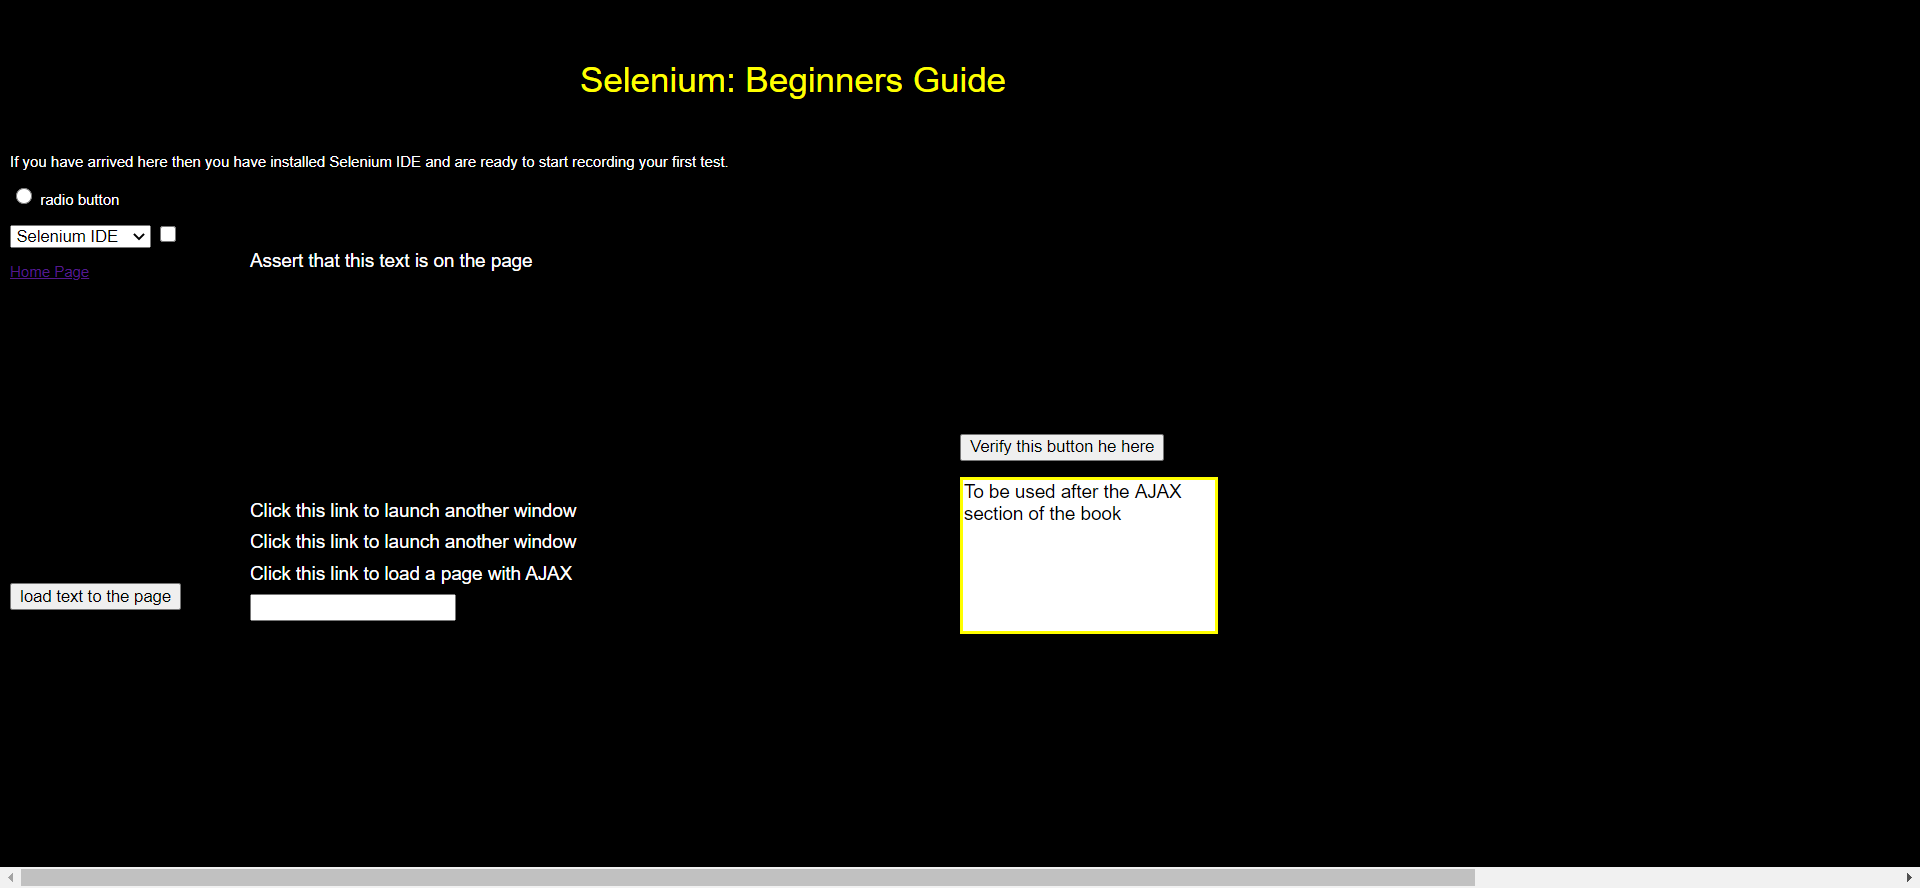 Selenium: Beginners Guide
If you have arrived here then you have installed Selenium IDE and are ready to start recording your first test.
radio button
Selenium IDE
Assert that this text is on the page
Home Page
Verify this button he here
To be used after the AJAX
section of the book
Click this link to launch another window
Click this link to launch another window
Click this link to load a page with AJAX
load text to the page